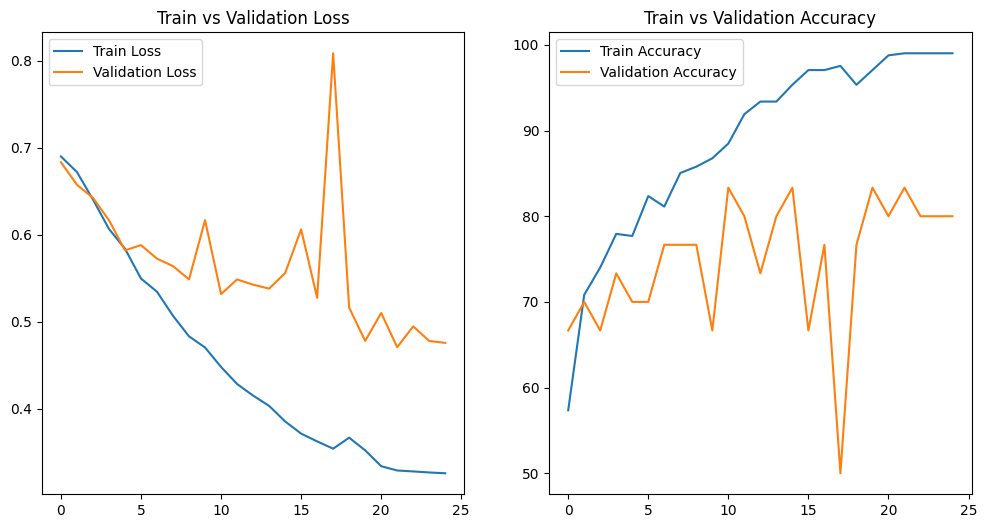 Train vs Validation Loss
Train Loss
Validation Loss
0.8
0.7
0.6
0.5
0.4
0 5 10 15 20 25
Train vs Validation Accuracy
Train Accuracy
Validation Accuracy
100
90
80
70
60
50
0 5 10 15 20 25